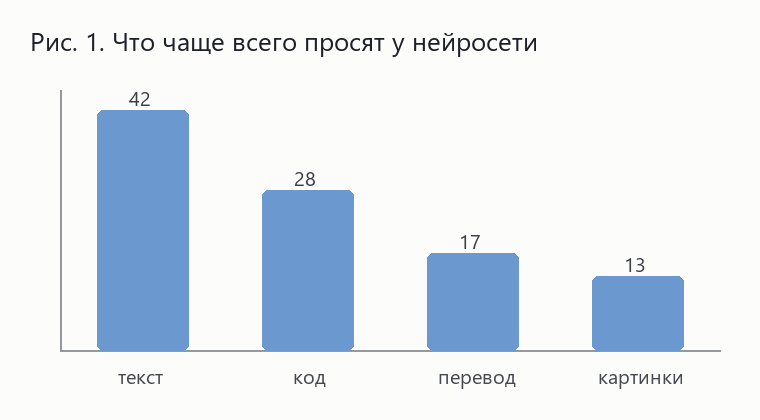 Рис. 1. Что чаще всего просят у нейросети
42
28
17
13
текст
код
перевод
картинки